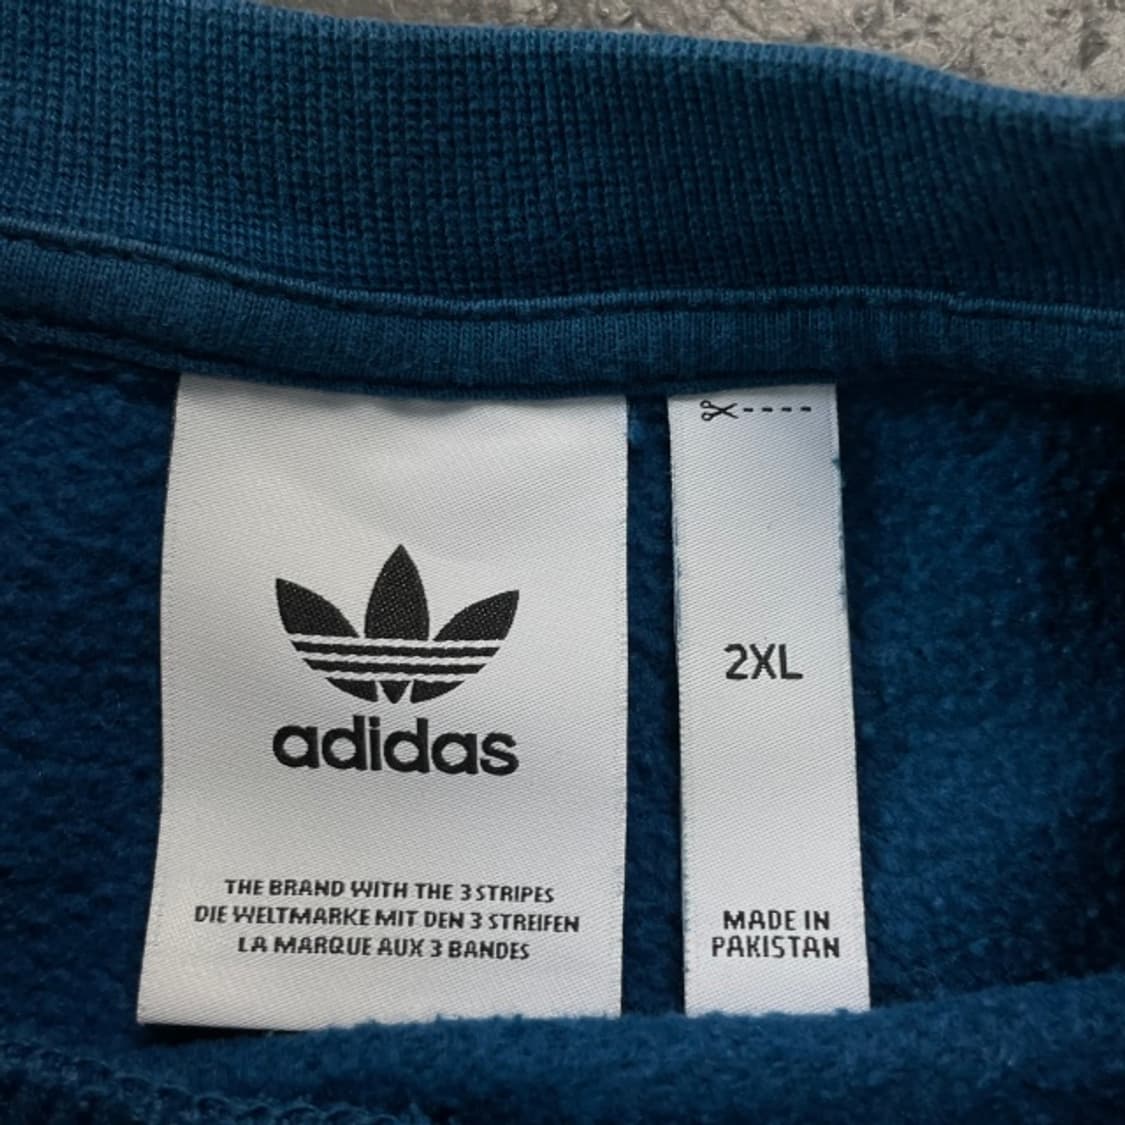 adidas
THE BRAND WITH THE 3 STRIPES
DIE WELTMARKE MIT DEN 3 STREIFEN
LA MARQUE AUX 3 BANDES
2XL
MADE IN
PAKISTAN